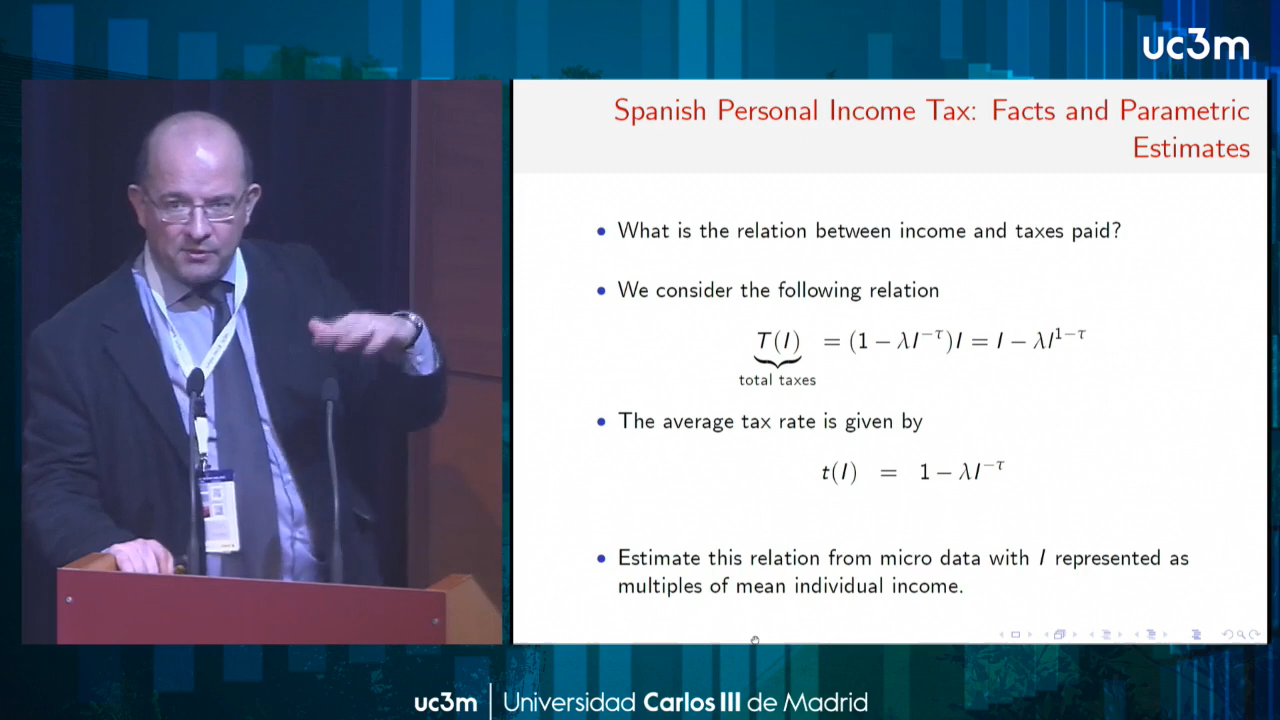 uc3m
Spanish Personal Income Tax: Facts and Parametric
Estimates
• What is the relation between income and taxes paid?
• We consider the following relation
T(I) = (1 − λI^{−τ})I = I − λI^{1−τ}
total taxes
• The average tax rate is given by
t(I) = 1 − λI^{−τ}
• Estimate this relation from micro data with I represented as
multiples of mean individual income.
uc3m | Universidad Carlos III de Madrid